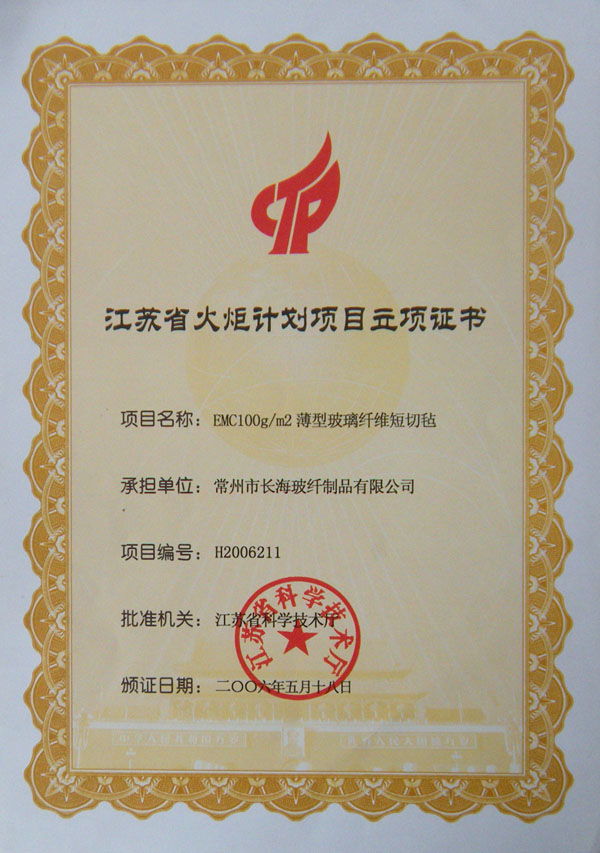 CTP
江苏省火炬计划项目立项证书
项目名称：EMC100g/m2薄型玻璃纤维短切毡
承担单位：常州市长海玻纤制品有限公司
项目编号：H2006211
批准机关：江苏省科学技术厅
江苏省科学技术厅
颁证日期：二〇〇六年五月十八日